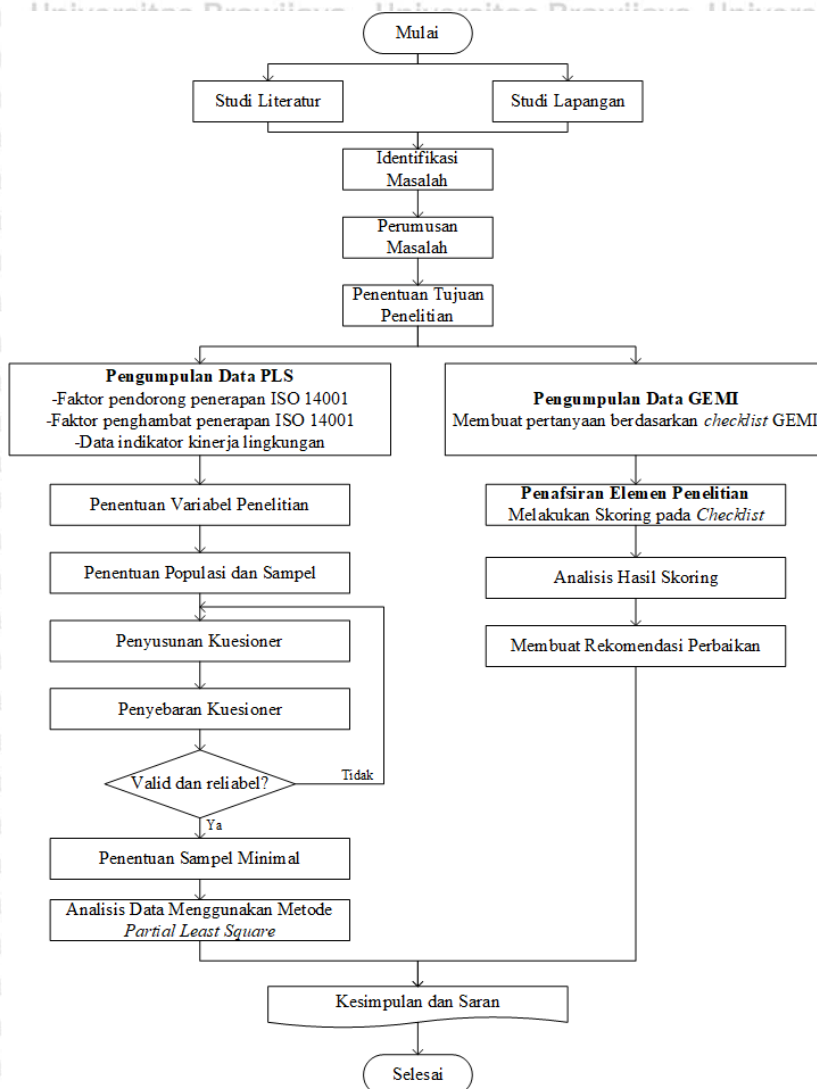 Universitas Brawijaya
Universitas Brawijaya
Mulai
Studi Literatur
Studi Lapangan
Identifikasi
Masalah
Perumusan
Masalah
Penentuan Tujuan
Penelitian
Pengumpulan Data PLS
-Faktor pendorong penerapan ISO 14001
-Faktor penghambat penerapan ISO 14001
-Data indikator kinerja lingkungan
Penentuan Variabel Penelitian
Penentuan Populasi dan Sampel
Penyusunan Kuesioner
Penyebaran Kuesioner
Valid dan reliabel?
Tidak
Ya
Penentuan Sampel Minimal
Analisis Data Menggunakan Metode
Partial Least Square
Pengumpulan Data GEMI
Membuat pertanyaan berdasarkan checklist GEMI
Penafsiran Elemen Penelitian
Melakukan Skoring pada Checklist
Analisis Hasil Skoring
Membuat Rekomendasi Perbaikan
Kesimpulan dan Saran
Selesai